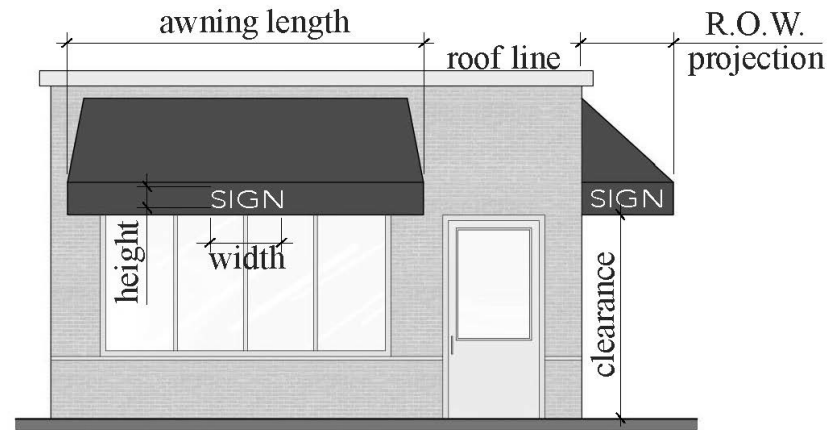 awning length
R.O.W.
projection
roof line
SIGN
SIGN
height
width
clearance